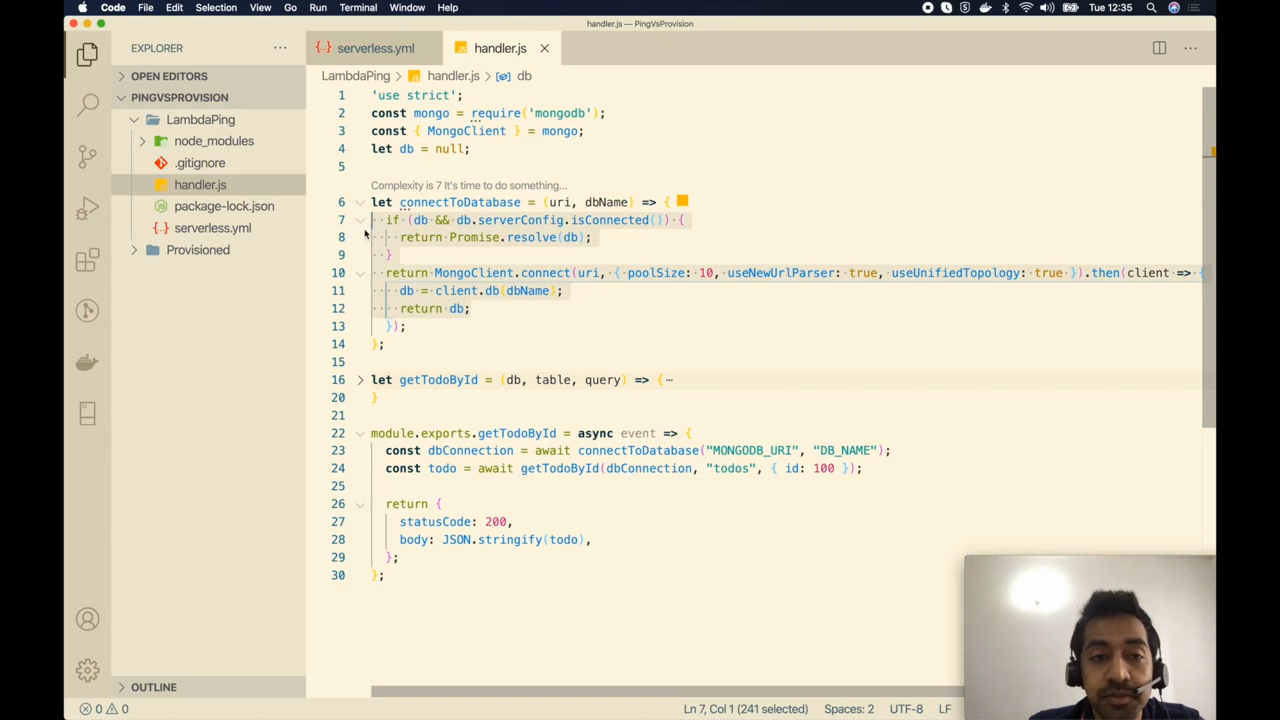 Code File Edit Selection View Go Run Terminal Window Help Tue 12:35
handler.js — PingVsProvision
EXPLORER
serverless.yml
handler.js
OPEN EDITORS
PINGVSPROVISION
LambdaPing
node_modules
.gitignore
handler.js
package-lock.json
serverless.yml
Provisioned
OUTLINE
LambdaPing > handler.js > db
1 'use strict';
2 const mongo = require('mongodb');
3 const { MongoClient } = mongo;
4 let db = null;
5
Complexity is 7 It's time to do something...
6 let connectToDatabase = (uri, dbName) => {
7 if (db && db.serverConfig.isConnected()) {
8 return Promise.resolve(db);
9 }
10 return MongoClient.connect(uri, { poolSize: 10, useNewUrlParser: true, useUnifiedTopology: true }).then(client => {
11 db = client.db(dbName);
12 return db;
13 });
14 };
15
16 let getTodoById = (db, table, query) => { ⋯
20 }
21
22 module.exports.getTodoById = async event => {
23 const dbConnection = await connectToDatabase("MONGODB_URI", "DB_NAME");
24 const todo = await getTodoById(dbConnection, "todos", { id: 100 });
25
26 return {
27 statusCode: 200,
28 body: JSON.stringify(todo),
29 };
30 };
0 0 Ln 7, Col 1 (241 selected) Spaces: 2 UTF-8 LF